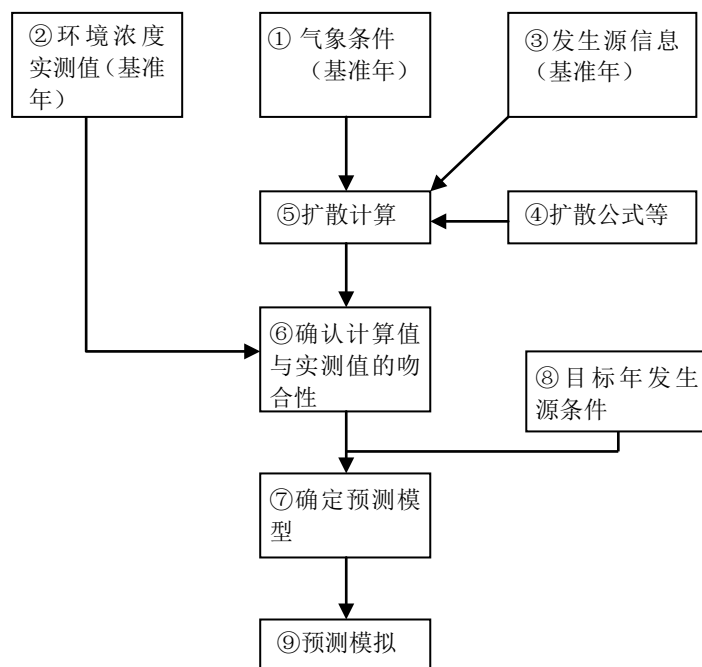 ②环境浓度
实测值（基准
年）
① 气象条件
（基准年）
③发生源信息
（基准年）
⑤扩散计算
④扩散公式等
⑥确认计算值
与实测值的吻
合性
⑧目标年发生
源条件
⑦确定预测模
型
⑨预测模拟